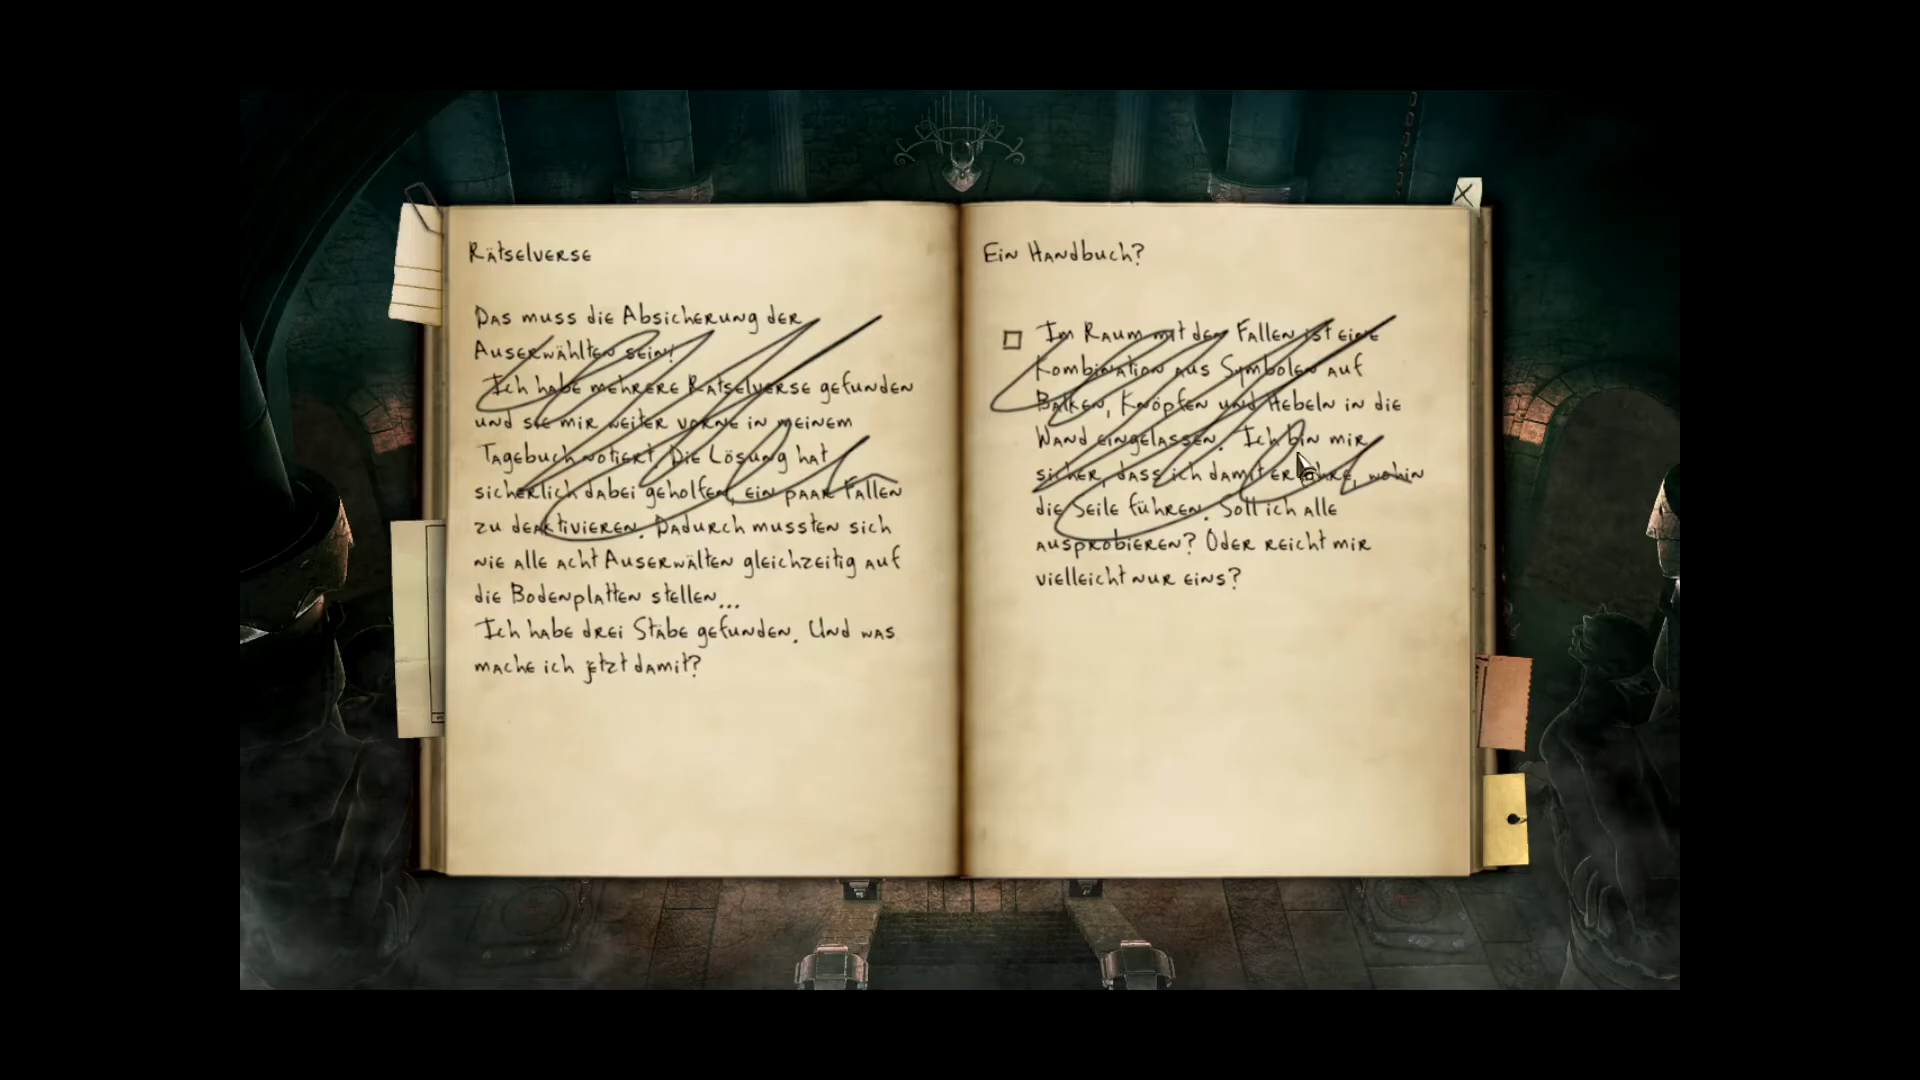 Rätselverse
Das muss die Absicherung der
Auserwählten sein!
Ich habe mehrere Rätselverse gefunden
und sie mir weiter vorne in meinem
Tagebuch notiert. Die Lösung hat
sicherlich dabei geholfen, ein paar Fallen
zu deaktivieren. Dadurch mussten sich
nie alle acht Auserwälten gleichzeitig auf
die Bodenplatten stellen...
Ich habe drei Stäbe gefunden. Und was
mache ich jetzt damit?
Ein Handbuch?
Im Raum mit den Fallen ist eine
Kombination aus Symbolen auf
Balken, Knöpfen und Hebeln in die
Wand eingelassen. Ich bin mir
sicher, dass ich damit erfahre, wohin
die Seile führen. Soll ich alle
ausprobieren? Oder reicht mir
vielleicht nur eins?
X